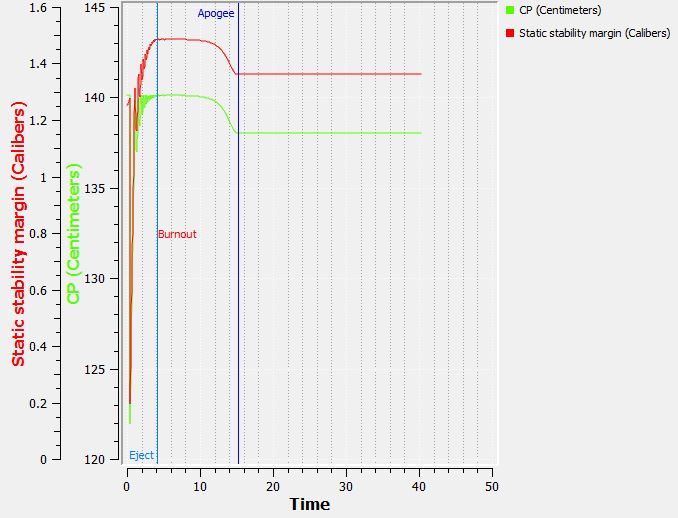 1.6
1.4
1.2
1
0.8
0.6
0.4
0.2
0
Static stability margin (Calibers)
145
140
135
130
125
120
CP (Centimeters)
Apogee
Burnout
Eject
0
10
20
30
40
50
Time
CP (Centimeters)
Static stability margin (Calibers)